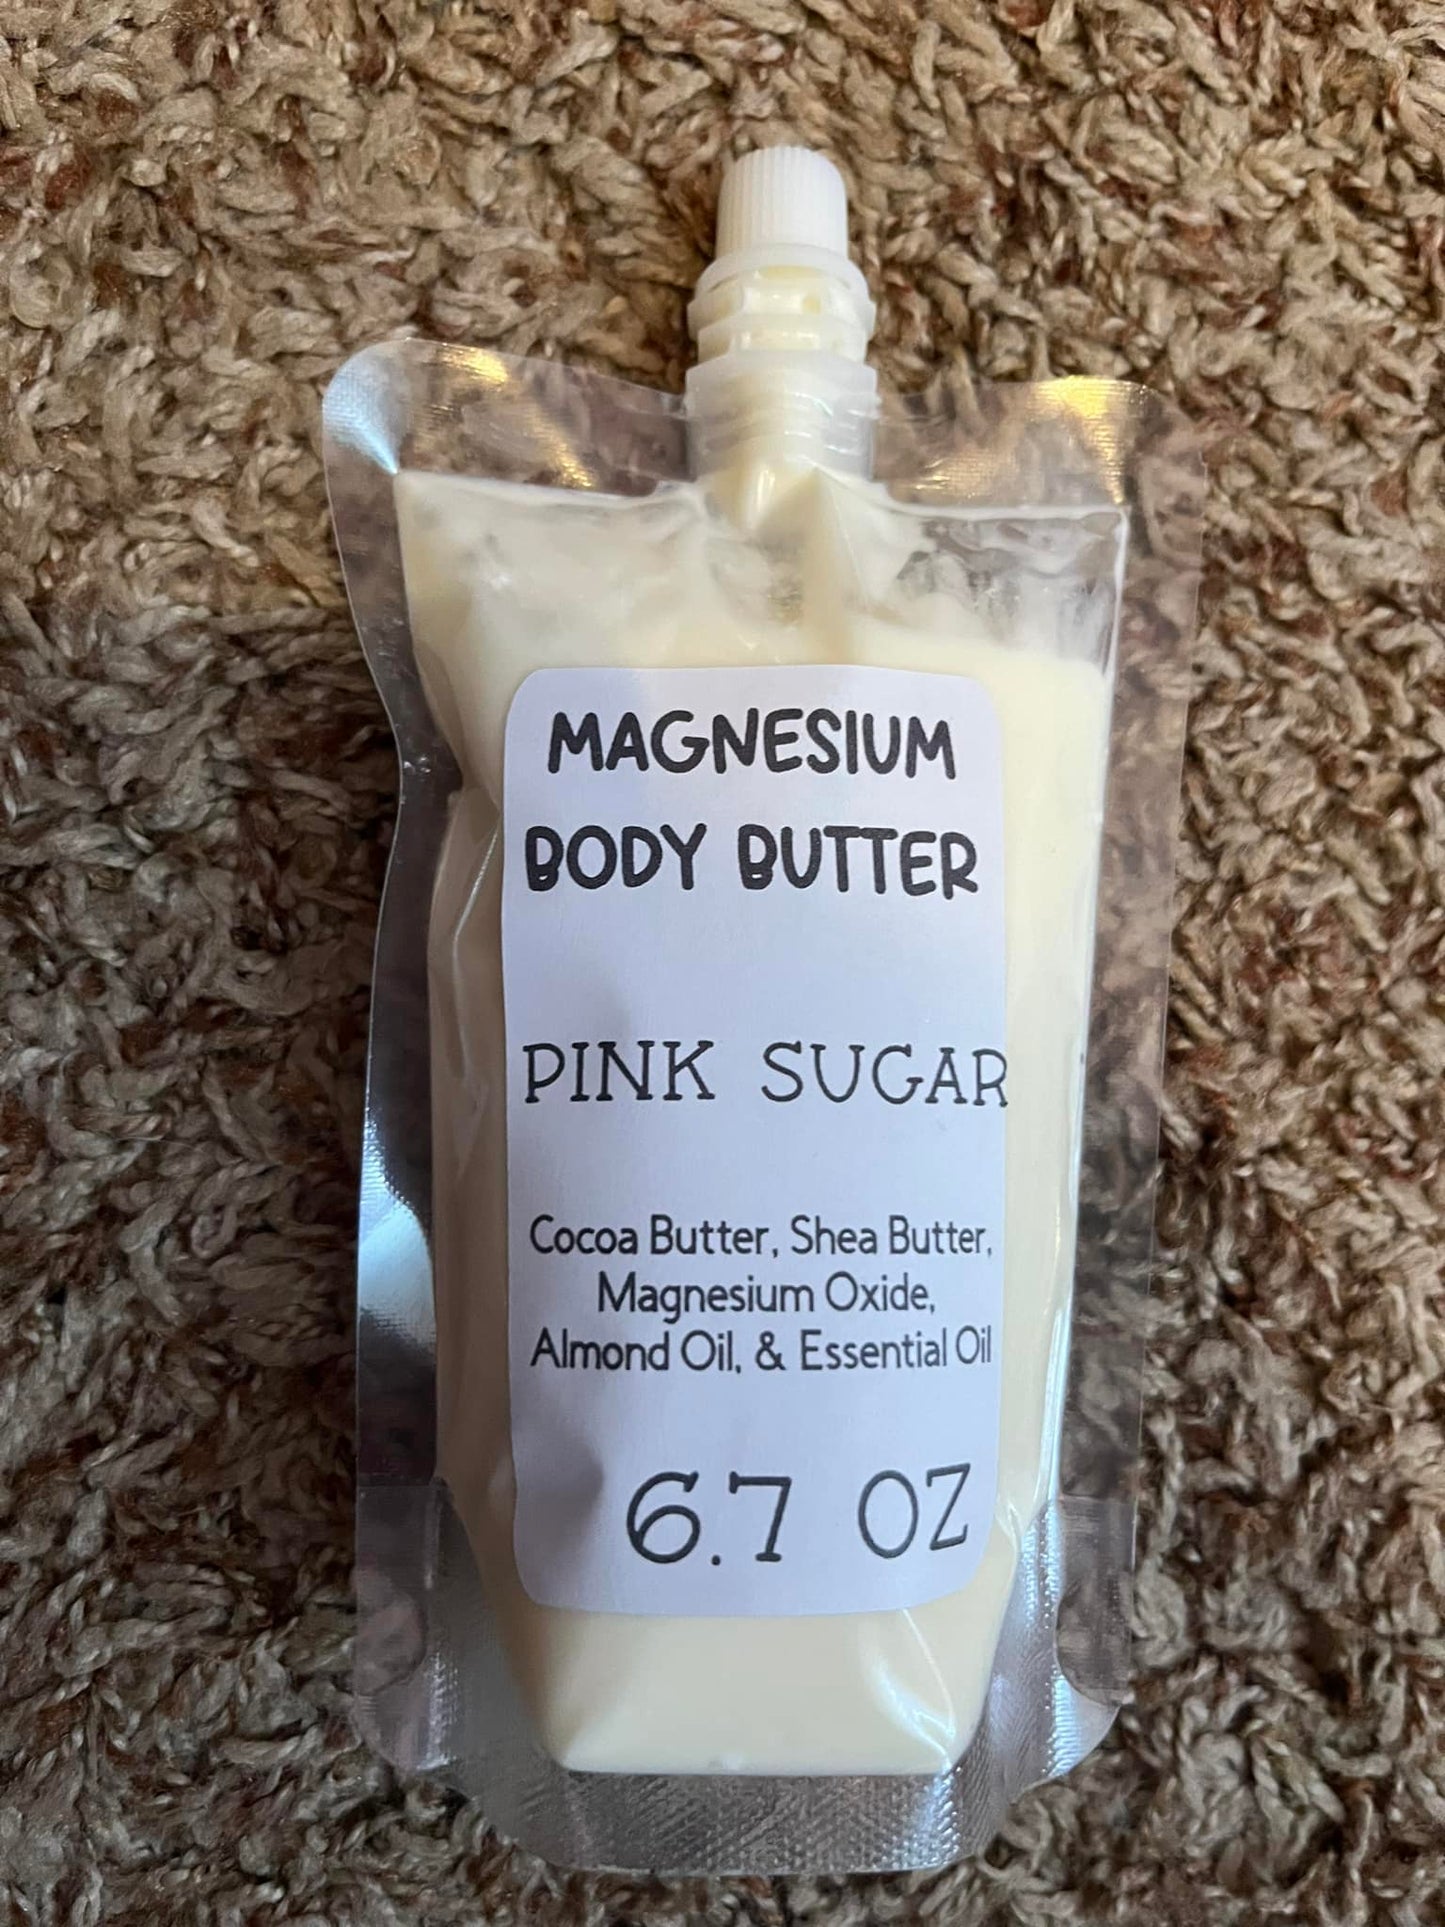 MAGNESIUM
BODY BUTTER
PINK SUGAR
Cocoa Butter, Shea Butter,
Magnesium Oxide,
Almond Oil, & Essential Oil
6.7 OZ